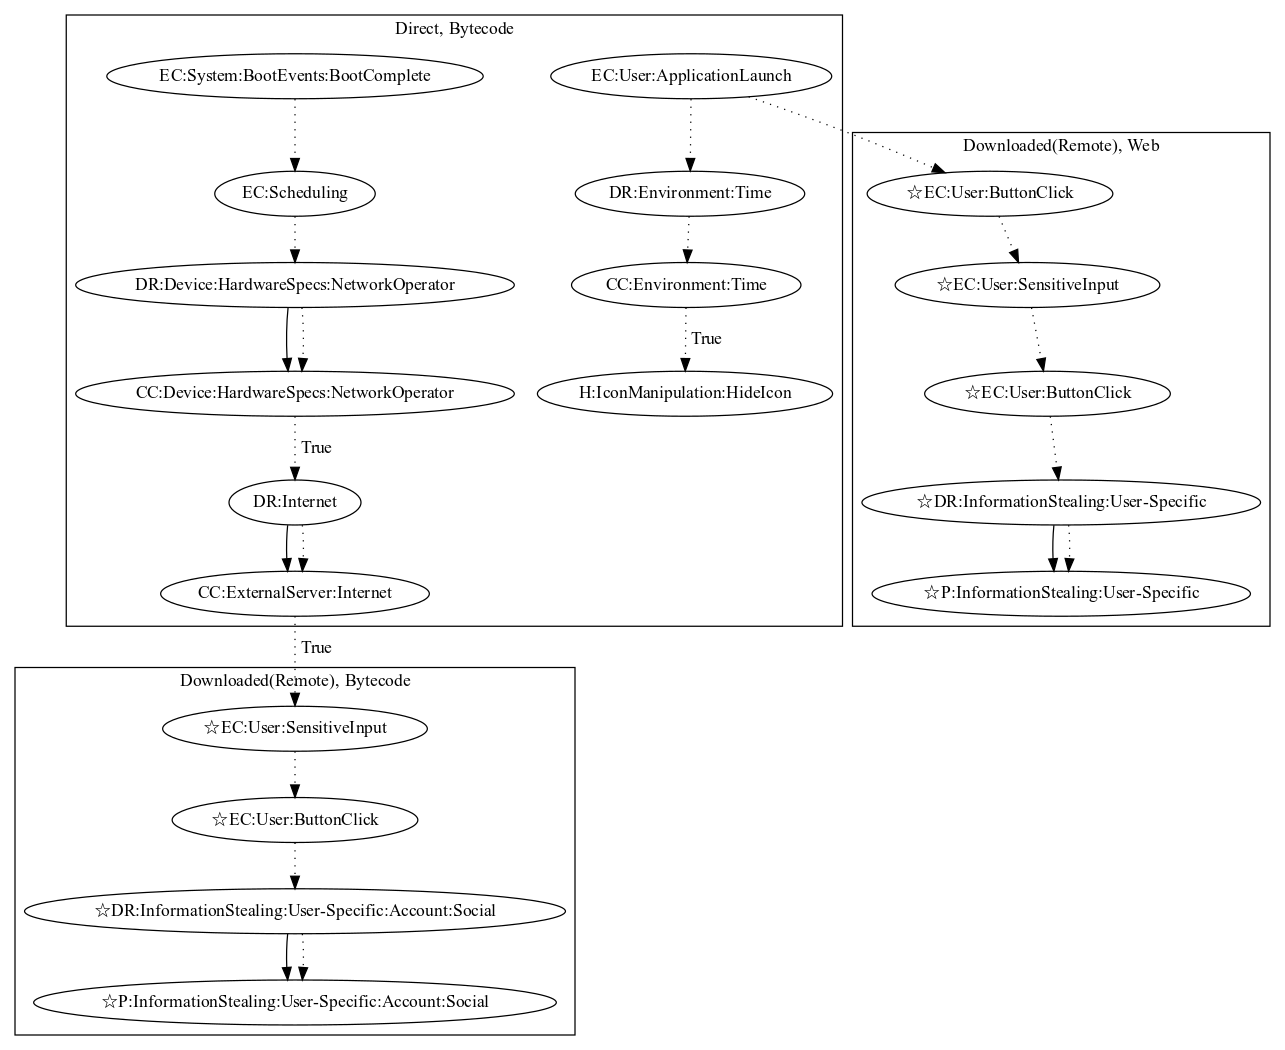 Direct, Bytecode
EC:System:BootEvents:BootComplete
EC:User:ApplicationLaunch
Downloaded(Remote), Web
EC:Scheduling
DR:Environment:Time
☆EC:User:ButtonClick
DR:Device:HardwareSpecs:NetworkOperator
CC:Environment:Time
☆EC:User:SensitiveInput
True
CC:Device:HardwareSpecs:NetworkOperator
H:IconManipulation:HideIcon
☆EC:User:ButtonClick
True
DR:Internet
☆DR:InformationStealing:User-Specific
CC:ExternalServer:Internet
☆P:InformationStealing:User-Specific
True
Downloaded(Remote), Bytecode
☆EC:User:SensitiveInput
☆EC:User:ButtonClick
☆DR:InformationStealing:User-Specific:Account:Social
☆P:InformationStealing:User-Specific:Account:Social